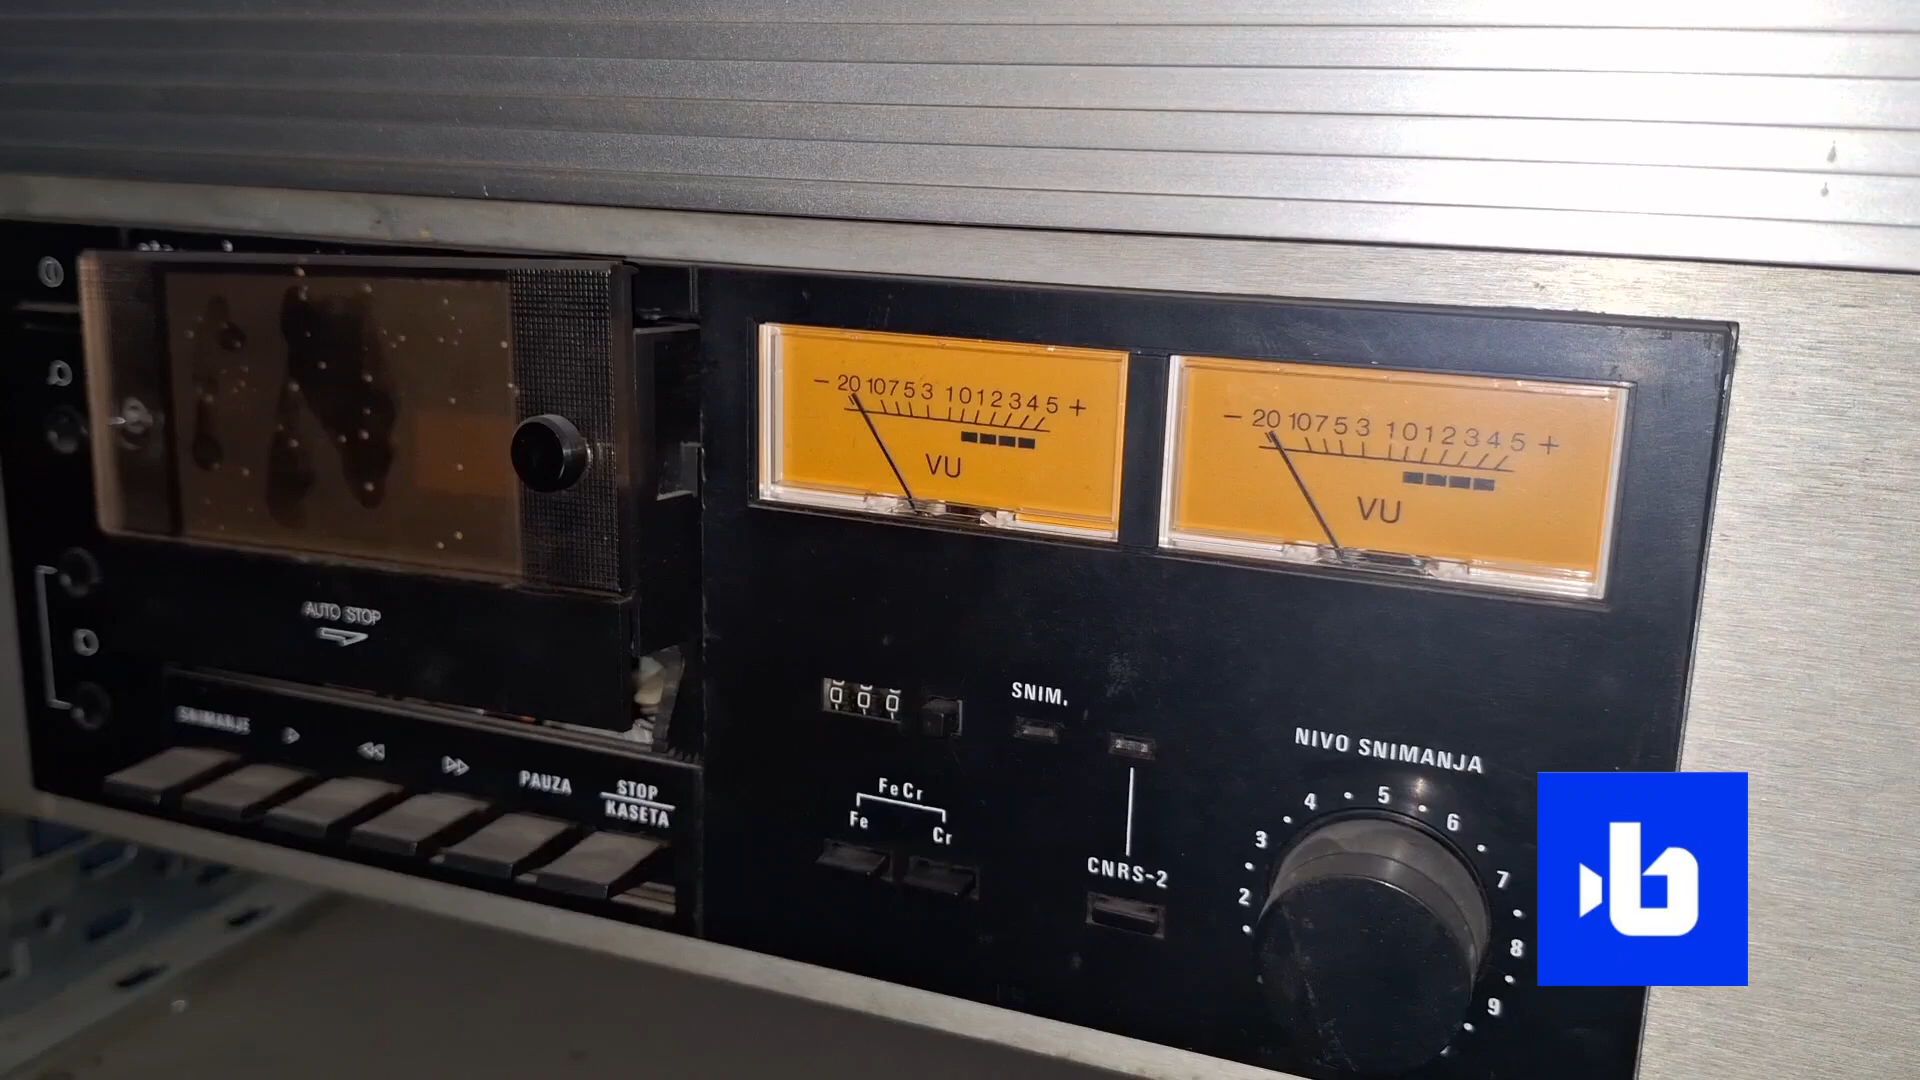 - 20 10 7 5 3 1 0 1 2 3 4 5 +
VU
- 20 10 7 5 3 1 0 1 2 3 4 5 +
VU
AUTO STOP
000
SNIM.
SNIMANJE
PAUZA
STOP
KASETA
FeCr
Fe
Cr
CNRS-2
NIVO SNIMANJA
2 3 4 5 6 7 8 9
b